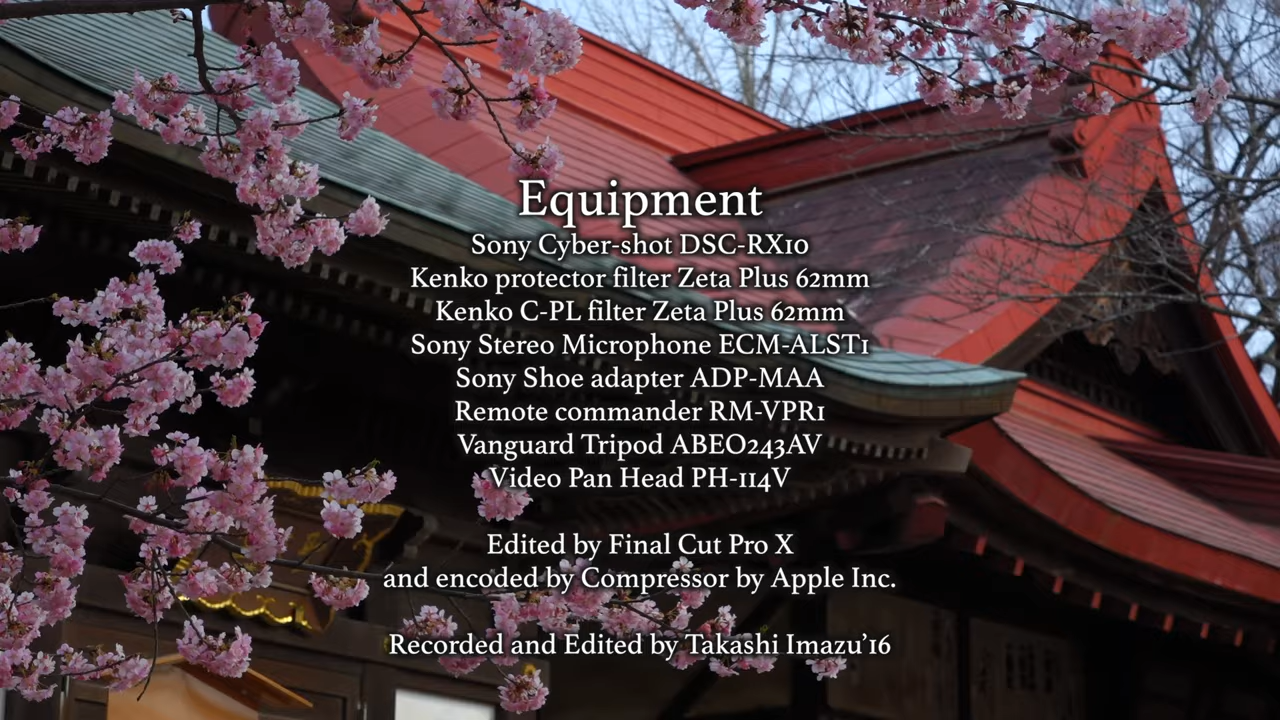 Equipment
Sony Cyber-shot DSC-RX10
Kenko protector filter Zeta Plus 62mm
Kenko C-PL filter Zeta Plus 62mm
Sony Stereo Microphone ECM-ALST1
Sony Shoe adapter ADP-MAA
Remote commander RM-VPR1
Vanguard Tripod ABEO243AV
Video Pan Head PH-114V
Edited by Final Cut Pro X
and encoded by Compressor by Apple Inc.
Recorded and Edited by Takashi Imazu'16